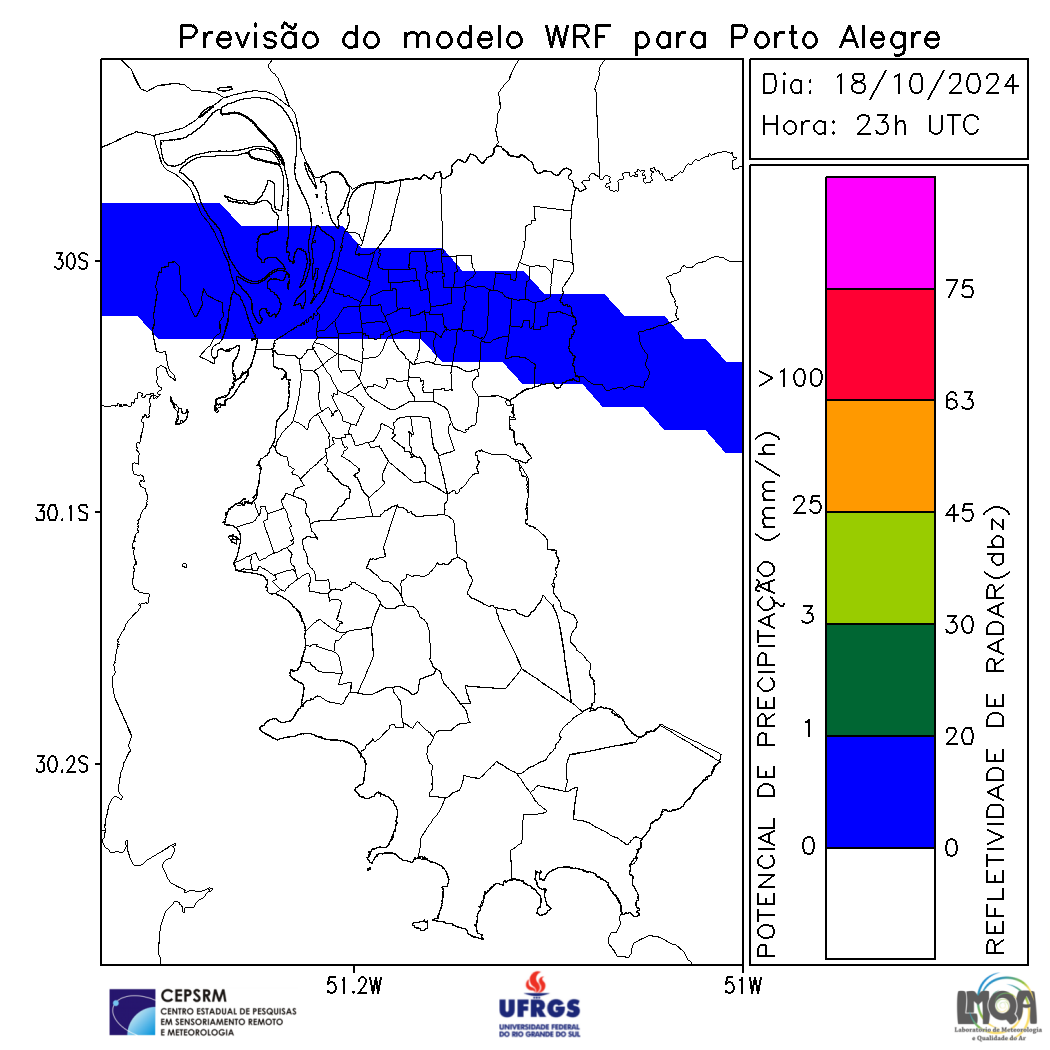 Previsão do modelo WRF para Porto Alegre
Dia: 18/10/2024
Hora: 23h UTC
30S
30.1S
30.2S
51.2W
51W
POTENCIAL DE PRECIPITAÇÃO (mm/h)
>100
25
3
1
0
75
63
45
30
20
0
REFLETIVIDADE DE RADAR(dbz)
CEPSRM
CENTRO ESTADUAL DE PESQUISAS
EM SENSORIAMENTO REMOTO
E METEOROLOGIA
UFRGS
UNIVERSIDADE FEDERAL
DO RIO GRANDE DO SUL
LMQA
Laboratório de Meteorologia
e Qualidade do Ar